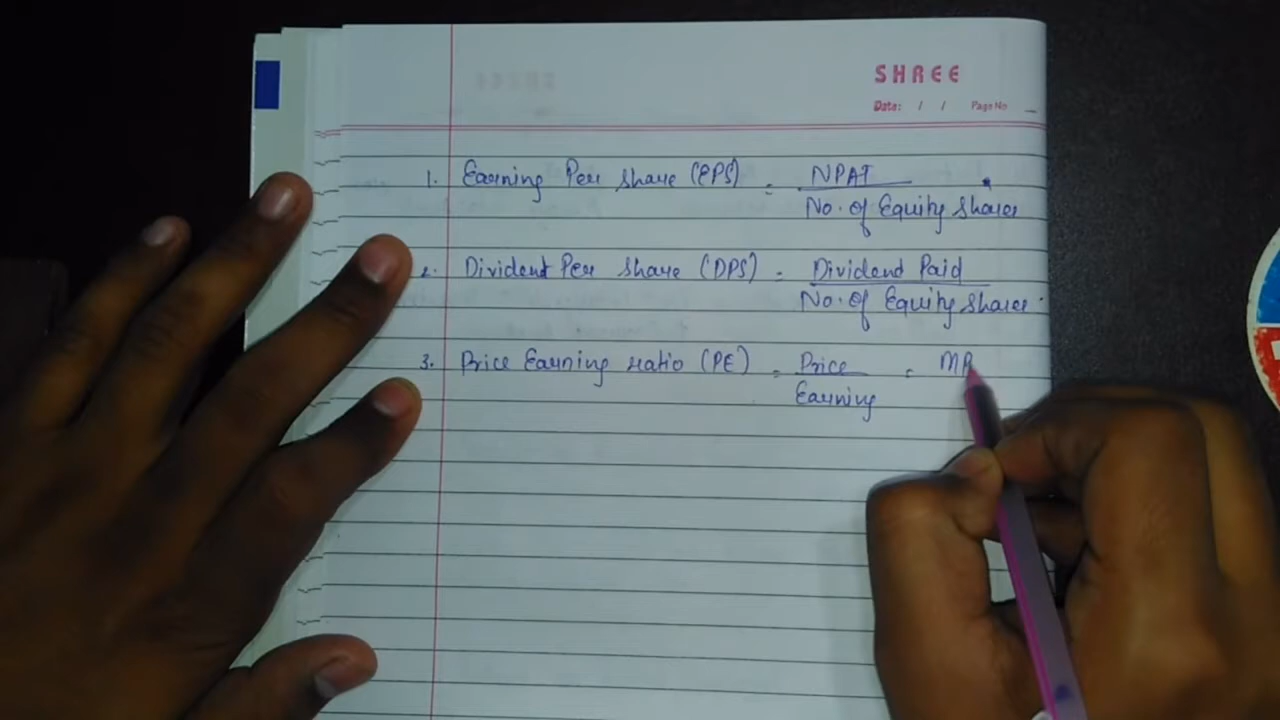 SHREE
Date: / / Page No
1. Earning Per share (EPS) = NPAT
No. of Equity shares
2. Divident Per share (DPS) = Dividend Paid
No. of Equity shares.
3. Price Earning ratio (PE) = Price = MP
Earning